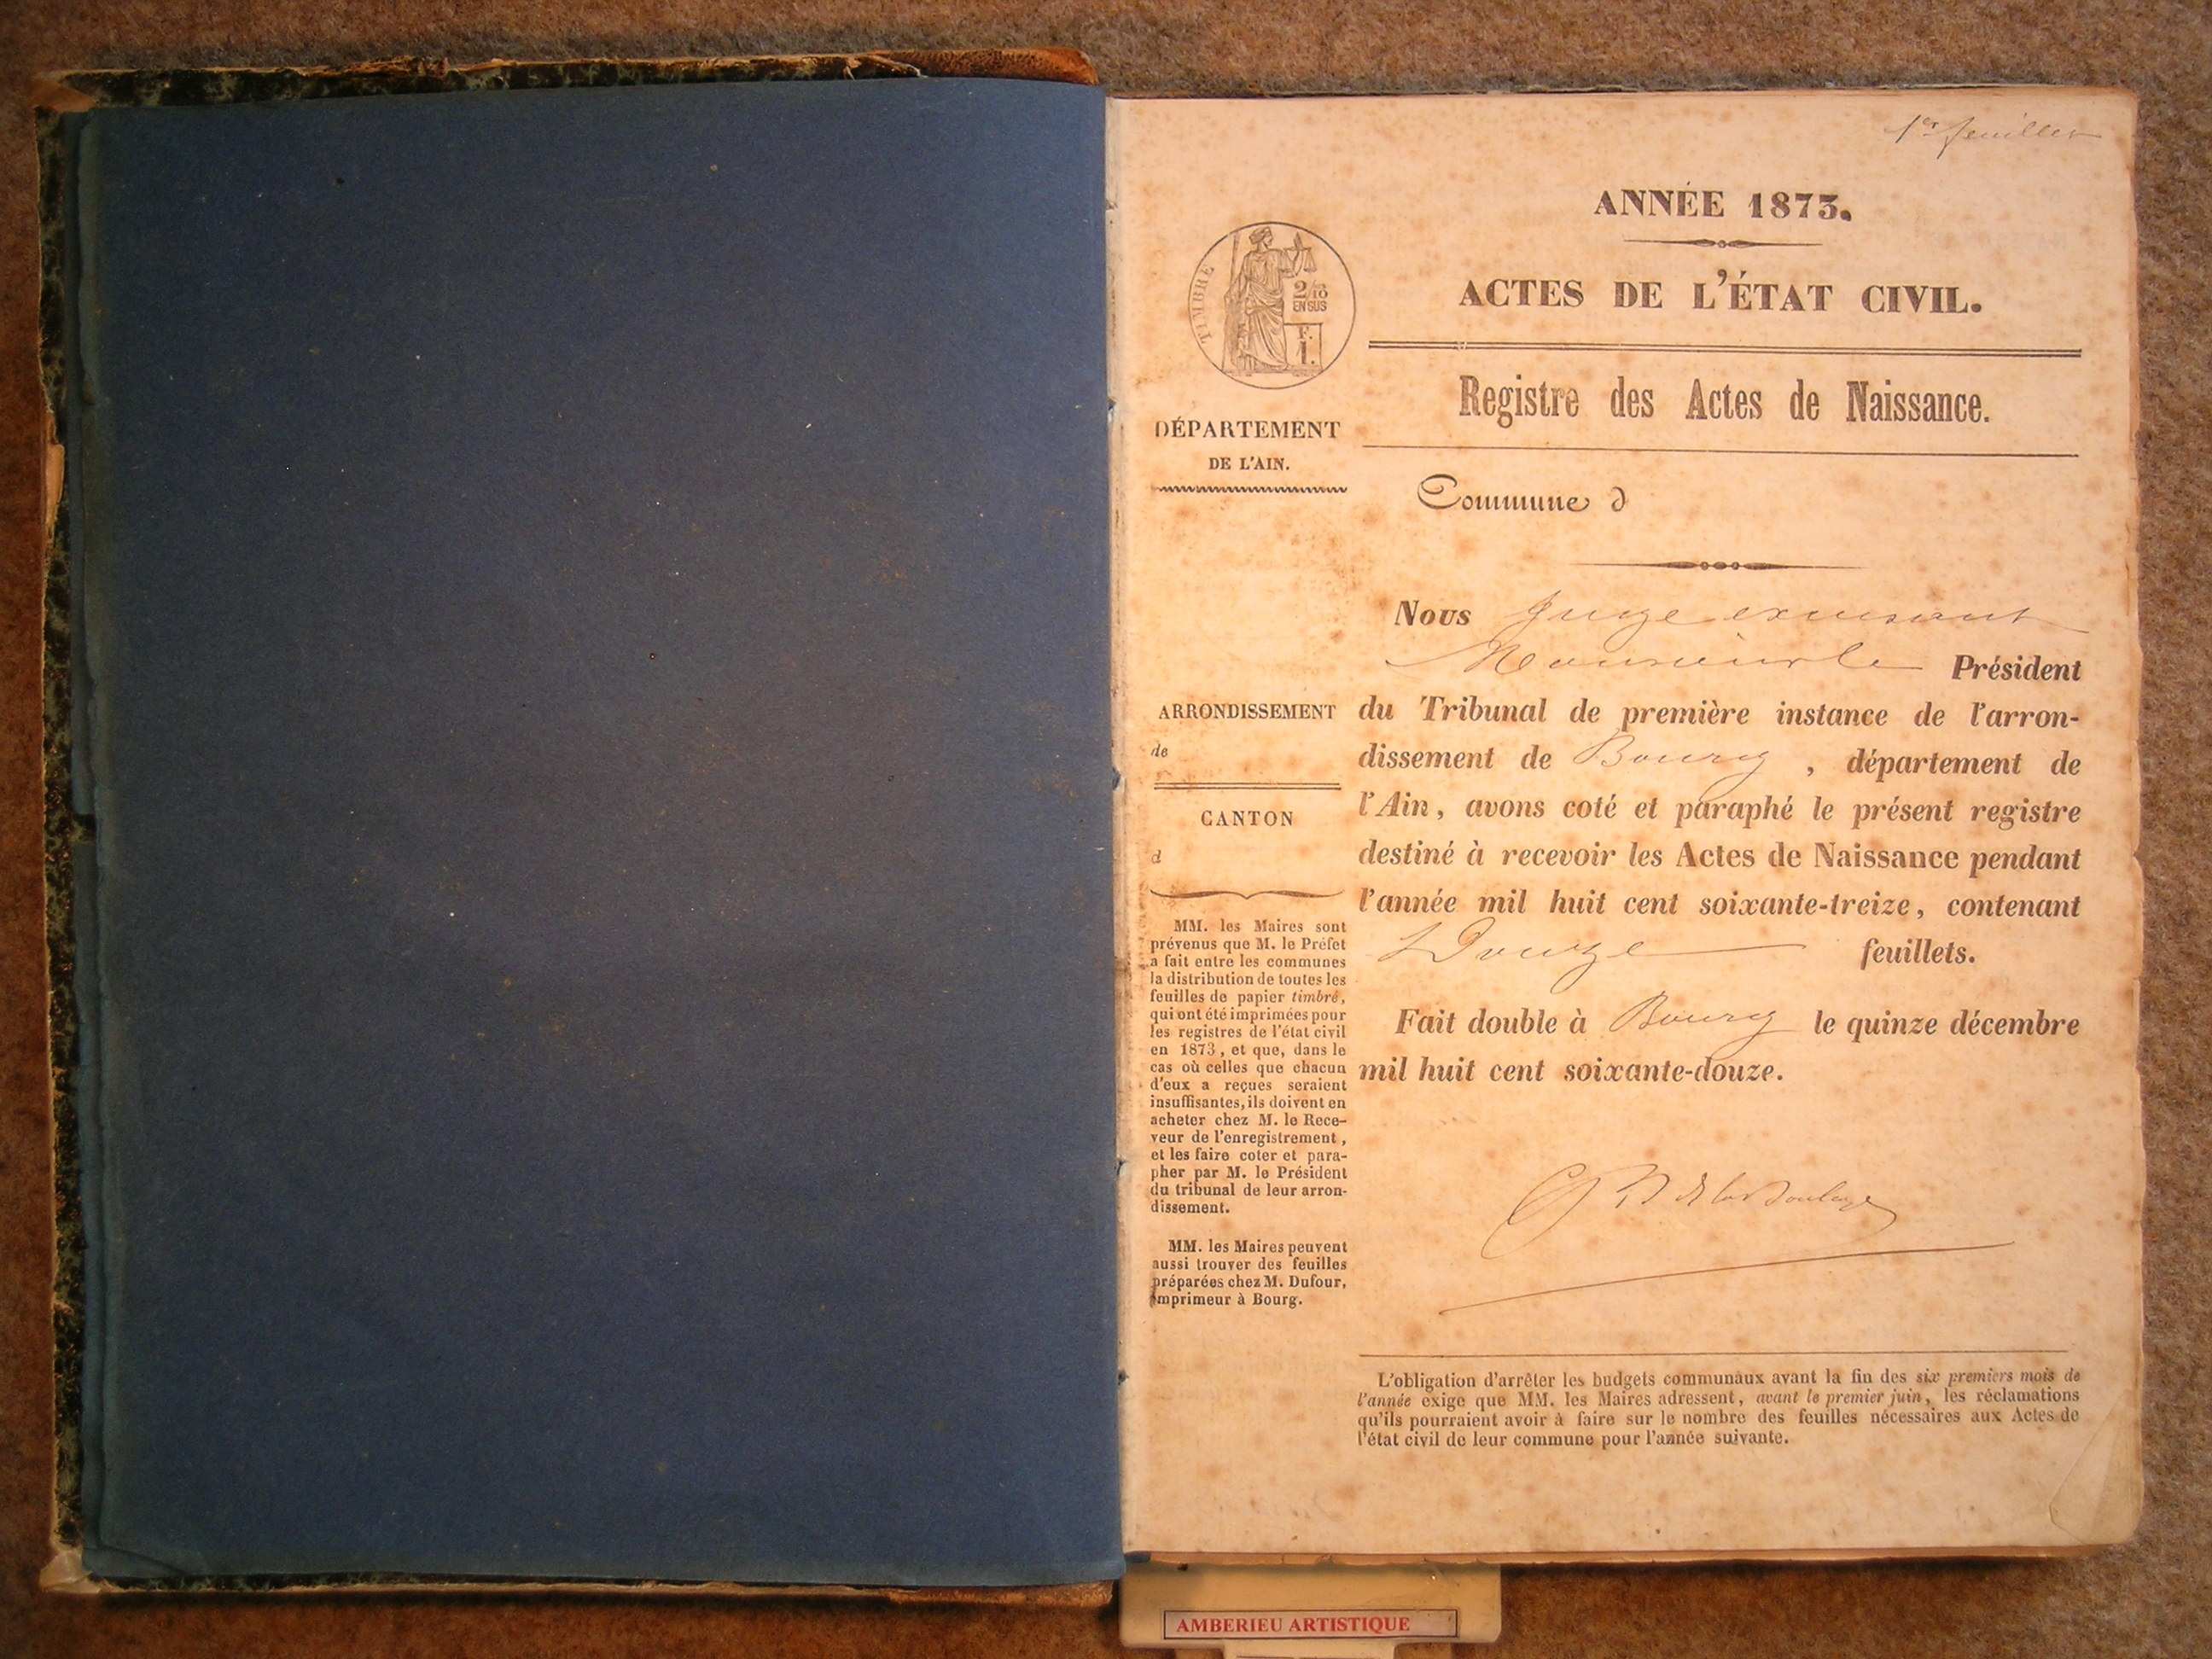 1er feuillet
ANNÉE 1873.
ACTES DE L'ÉTAT CIVIL.
TIMBRE
2/10
EN SUS
F.
1.
Registre des Actes de Naissance.
DÉPARTEMENT
DE L'AIN.
Commune d
Nous Juge excusant
Monsieur le Président
du Tribunal de première instance de l'arron-
dissement de Bourg, département de
l'Ain, avons coté et paraphé le présent registre
destiné à recevoir les Actes de Naissance pendant
l'année mil huit cent soixante-treize, contenant
Douze feuillets.
Fait double à Bourg le quinze décembre
mil huit cent soixante-douze.
ARRONDISSEMENT
de
CANTON
d
MM. les Maires sont
prévenus que M. le Préfet
a fait entre les communes
la distribution de toutes les
feuilles de papier timbré,
qui ont été imprimées pour
les registres de l'état civil
en 1873, et que, dans le
cas où celles que chacun
d'eux a reçues seraient
insuffisantes, ils doivent en
acheter chez M. le Rece-
veur de l'enregistrement,
et les faire coter et para-
pher par M. le Président
du tribunal de leur arron-
dissement.
MM. les Maires peuvent
aussi trouver des feuilles
préparées chez M. Dufour,
imprimeur à Bourg.
L'obligation d'arrêter les budgets communaux avant la fin des six premiers mois de
l'année exige que MM. les Maires adressent, avant le premier juin, les réclamations
qu'ils pourraient avoir à faire sur le nombre des feuilles nécessaires aux Actes de
l'état civil de leur commune pour l'année suivante.
AMBERIEU ARTISTIQUE